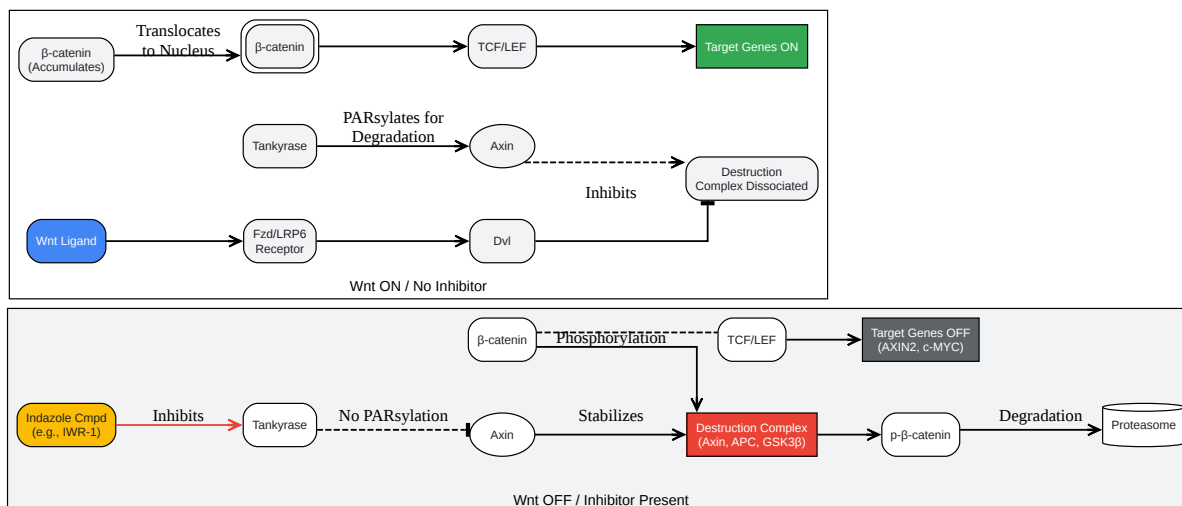 Translocates
to Nucleus
β-catenin
(Accumulates)
β-catenin
TCF/LEF
Target Genes ON
PARsylates for
Degradation
Tankyrase
Axin
Destruction
Complex Dissociated
Inhibits
Wnt Ligand
Fzd/LRP6
Receptor
Dvl
Wnt ON / No Inhibitor
β-catenin
Phosphorylation
TCF/LEF
Target Genes OFF
(AXIN2, c-MYC)
Indazole Cmpd
(e.g., IWR-1)
Inhibits
Tankyrase
No PARsylation
Axin
Stabilizes
Destruction Complex
(Axin, APC, GSK3β)
p-β-catenin
Degradation
Proteasome
Wnt OFF / Inhibitor Present